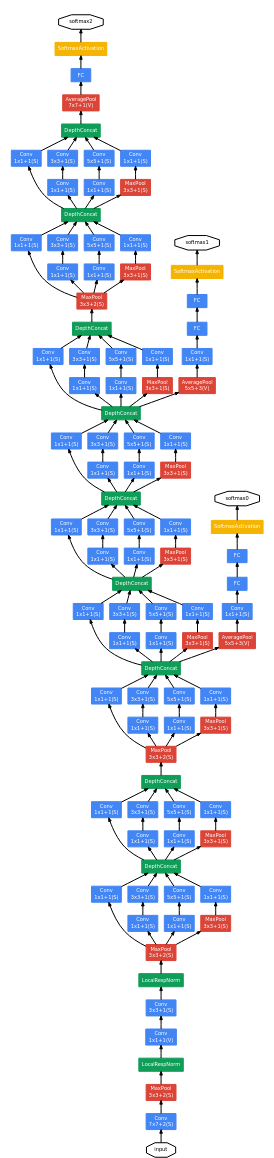 softmax2
SoftmaxActivation
FC
AveragePool
7x7+1(V)
DepthConcat
Conv
1x1+1(S)
Conv
3x3+1(S)
Conv
5x5+1(S)
Conv
1x1+1(S)
Conv
1x1+1(S)
Conv
1x1+1(S)
MaxPool
3x3+1(S)
DepthConcat
Conv
1x1+1(S)
Conv
3x3+1(S)
Conv
5x5+1(S)
Conv
1x1+1(S)
softmax1
Conv
1x1+1(S)
Conv
1x1+1(S)
MaxPool
3x3+1(S)
SoftmaxActivation
MaxPool
3x3+2(S)
FC
DepthConcat
FC
Conv
1x1+1(S)
Conv
3x3+1(S)
Conv
5x5+1(S)
Conv
1x1+1(S)
Conv
1x1+1(S)
Conv
1x1+1(S)
Conv
1x1+1(S)
MaxPool
3x3+1(S)
AveragePool
5x5+3(V)
DepthConcat
Conv
1x1+1(S)
Conv
3x3+1(S)
Conv
5x5+1(S)
Conv
1x1+1(S)
Conv
1x1+1(S)
Conv
1x1+1(S)
MaxPool
3x3+1(S)
DepthConcat
softmax0
Conv
1x1+1(S)
Conv
3x3+1(S)
Conv
5x5+1(S)
Conv
1x1+1(S)
SoftmaxActivation
Conv
1x1+1(S)
Conv
1x1+1(S)
MaxPool
3x3+1(S)
FC
DepthConcat
FC
Conv
1x1+1(S)
Conv
3x3+1(S)
Conv
5x5+1(S)
Conv
1x1+1(S)
Conv
1x1+1(S)
Conv
1x1+1(S)
Conv
1x1+1(S)
MaxPool
3x3+1(S)
AveragePool
5x5+3(V)
DepthConcat
Conv
1x1+1(S)
Conv
3x3+1(S)
Conv
5x5+1(S)
Conv
1x1+1(S)
Conv
1x1+1(S)
Conv
1x1+1(S)
MaxPool
3x3+1(S)
MaxPool
3x3+2(S)
DepthConcat
Conv
1x1+1(S)
Conv
3x3+1(S)
Conv
5x5+1(S)
Conv
1x1+1(S)
Conv
1x1+1(S)
Conv
1x1+1(S)
MaxPool
3x3+1(S)
DepthConcat
Conv
1x1+1(S)
Conv
3x3+1(S)
Conv
5x5+1(S)
Conv
1x1+1(S)
Conv
1x1+1(S)
Conv
1x1+1(S)
MaxPool
3x3+1(S)
MaxPool
3x3+2(S)
LocalRespNorm
Conv
3x3+1(S)
Conv
1x1+1(V)
LocalRespNorm
MaxPool
3x3+2(S)
Conv
7x7+2(S)
input